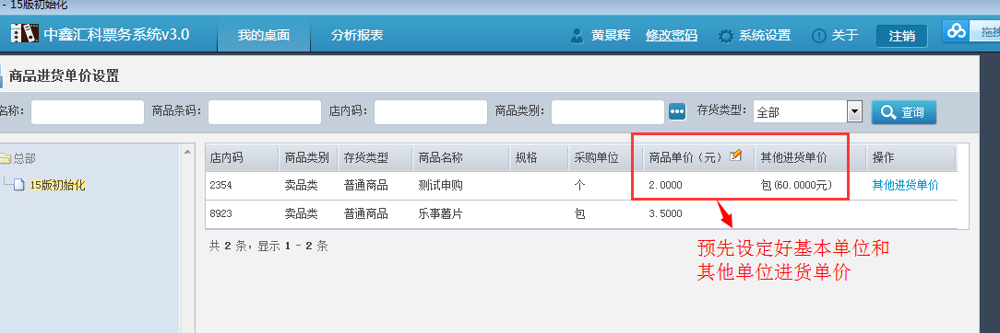 - 15版初始化
中鑫汇科票务系统v3.0 我的桌面 分析报表 黄景辉 修改密码 系统设置 关于 注销
商品进货单价设置
名称： 商品条码： 店内码： 商品类别： 存货类型： 全部 查询
总部
15版初始化
店内码 商品类别 存货类型 商品名称 规格 采购单位 商品单价（元） 其他进货单价 操作
2354 卖品类 普通商品 测试申购 个 2.0000 包(60.0000元) 其他进货单价
8923 卖品类 普通商品 乐事薯片 包 3.5000
共 2 条，显示 1 - 2 条
预先设定好基本单位和
其他单位进货单价